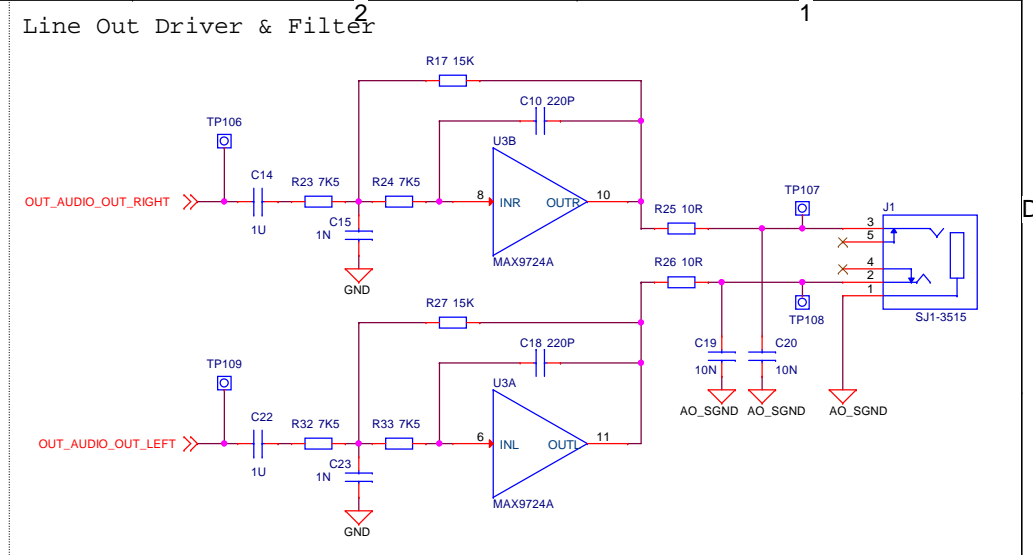 2
1
Line Out Driver & Filter
D
R17 15K
C10 220P
TP106
U3B
C14
R23 7K5
R24 7K5
OUT_AUDIO_OUT_RIGHT
8
INR
OUTR
10
1U
C15
1N
GND
MAX9724A
R25 10R
TP107
J1
3
5
4
2
1
R26 10R
TP108
SJ1-3515
R27 15K
C18 220P
C19
10N
C20
10N
AO_SGND
AO_SGND
AO_SGND
TP109
U3A
C22
R32 7K5
R33 7K5
OUT_AUDIO_OUT_LEFT
6
INL
OUTL
11
1U
C23
1N
GND
MAX9724A